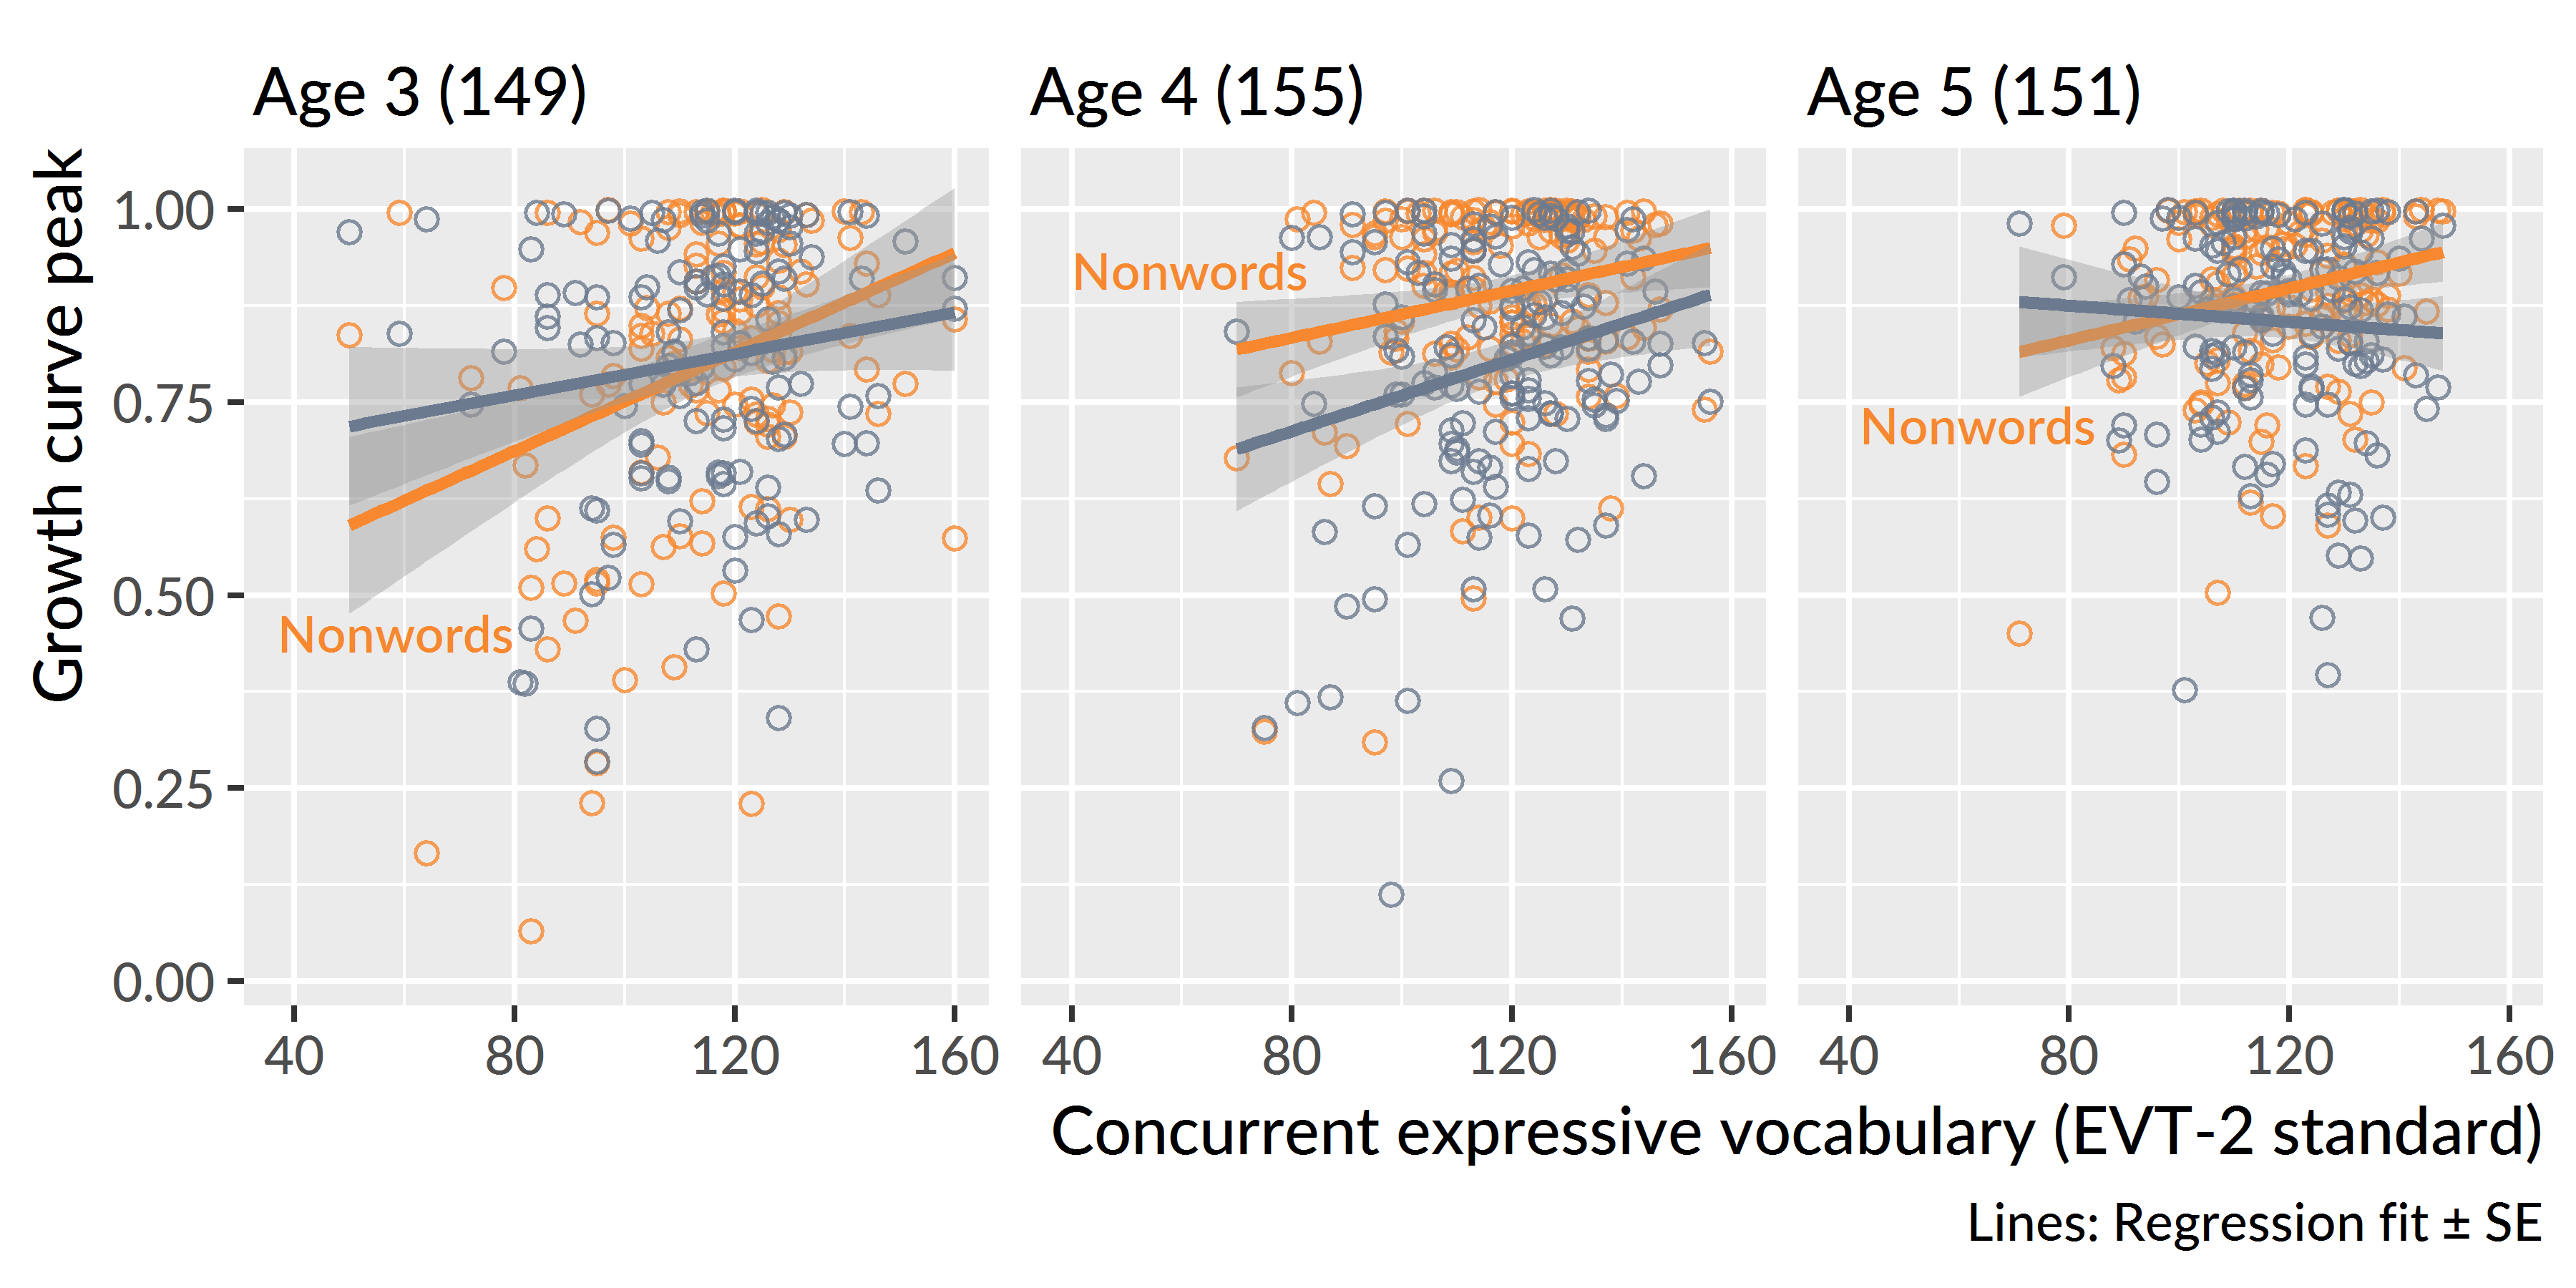 Age 3 (149)
Age 4 (155)
Age 5 (151)
Growth curve peak
1.00
0.75
0.50
0.25
0.00
Nonwords
Nonwords
Nonwords
40 80 120 160
40 80 120 160
40 80 120 160
Concurrent expressive vocabulary (EVT-2 standard)
Lines: Regression fit ± SE